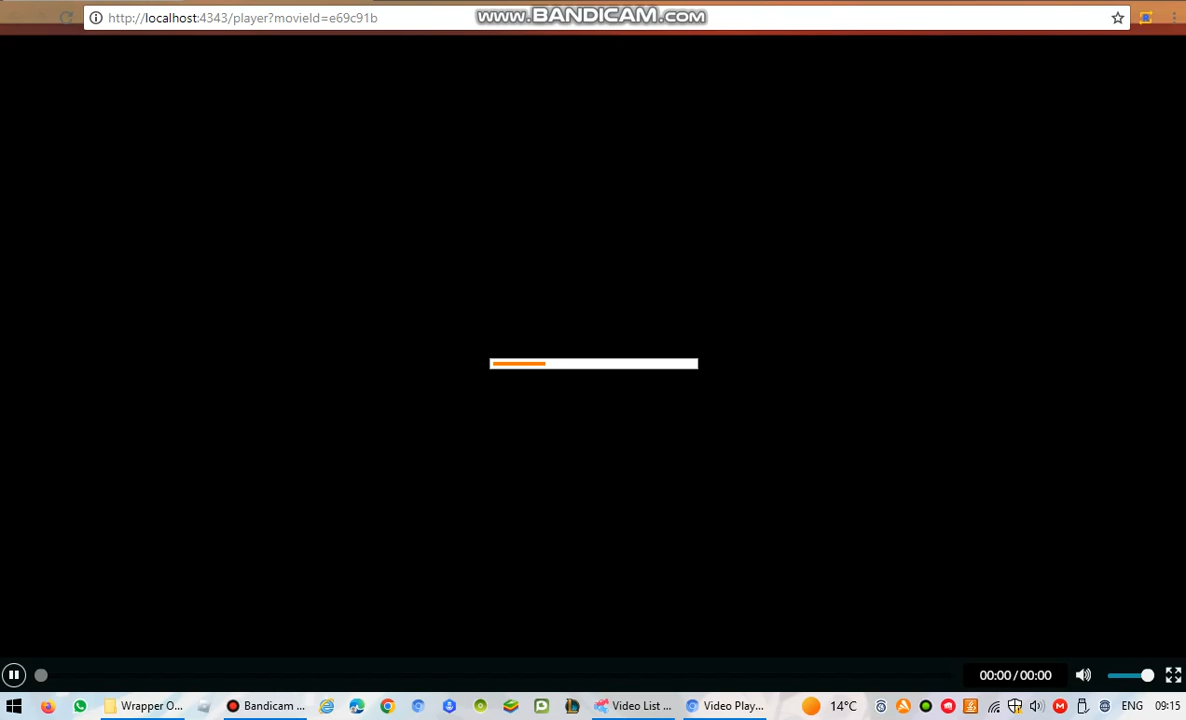 http://localhost:4343/player?movieId=e69c91b
www.BANDICAM.com
00:00 / 00:00
Wrapper O...
Bandicam ...
Video List ...
Video Play...
14°C
ENG
09:15